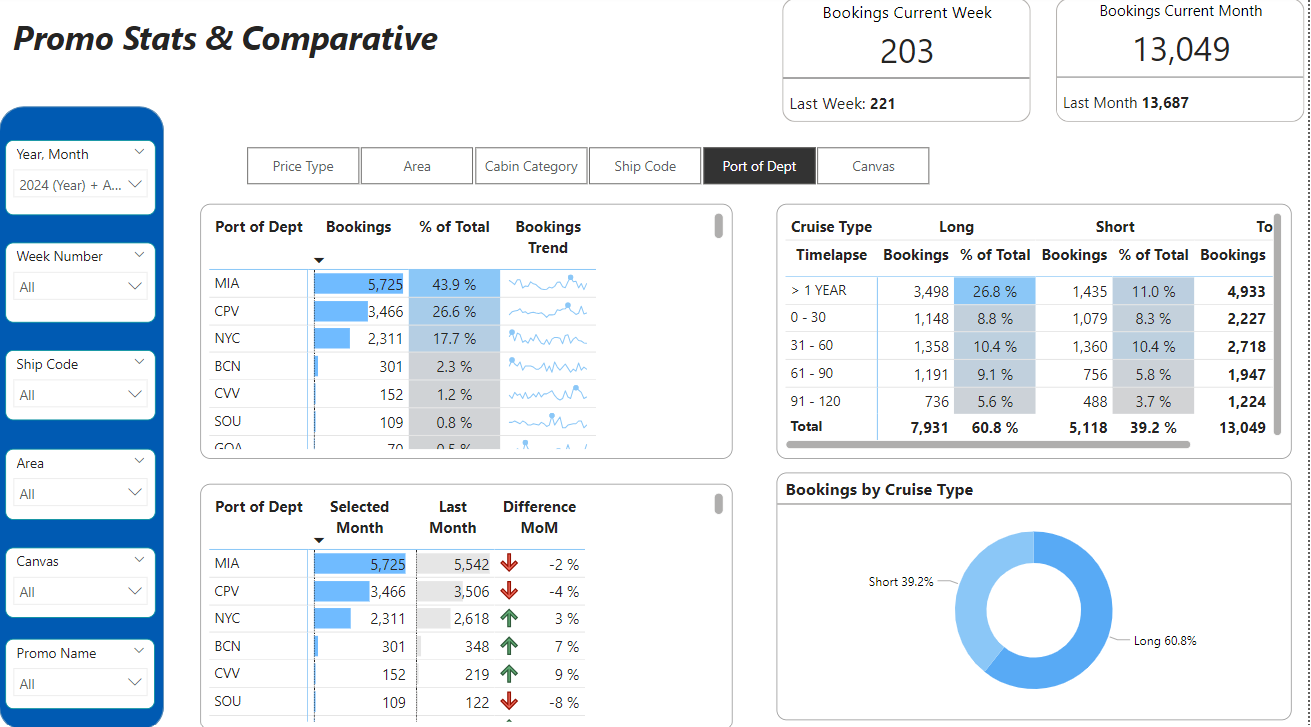 Promo Stats & Comparative
Bookings Current Week
203
Last Week: 221
Bookings Current Month
13,049
Last Month 13,687
Year, Month
2024 (Year) + A...
Week Number
All
Ship Code
All
Area
All
Canvas
All
Promo Name
All
Price Type Area Cabin Category Ship Code Port of Dept Canvas
Port of Dept Bookings % of Total Bookings
Trend
MIA 5,725 43.9 %
CPV 3,466 26.6 %
NYC 2,311 17.7 %
BCN 301 2.3 %
CVV 152 1.2 %
SOU 109 0.8 %
GOA 70 0.5 %
Cruise Type Long Short To
Timelapse Bookings % of Total Bookings % of Total Bookings
> 1 YEAR 3,498 26.8 % 1,435 11.0 % 4,933
0 - 30 1,148 8.8 % 1,079 8.3 % 2,227
31 - 60 1,358 10.4 % 1,360 10.4 % 2,718
61 - 90 1,191 9.1 % 756 5.8 % 1,947
91 - 120 736 5.6 % 488 3.7 % 1,224
Total 7,931 60.8 % 5,118 39.2 % 13,049
Port of Dept Selected Last Difference
Month Month MoM
MIA 5,725 5,542 -2 %
CPV 3,466 3,506 -4 %
NYC 2,311 2,618 3 %
BCN 301 348 7 %
CVV 152 219 9 %
SOU 109 122 -8 %
Bookings by Cruise Type
Short 39.2%
Long 60.8%